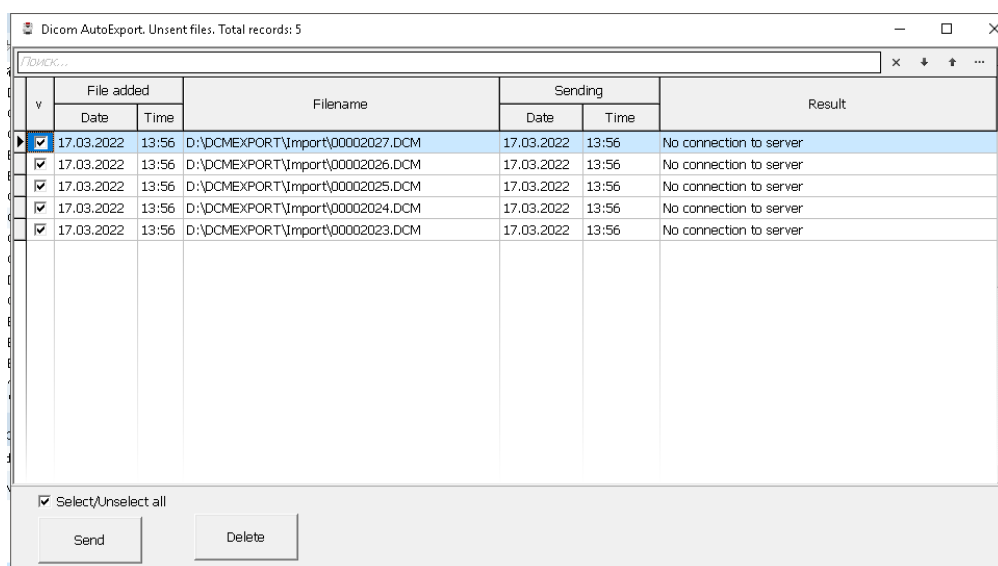 Dicom AutoExport. Unsent files. Total records: 5
Поиск...
v File added Filename Sending Result
Date Time Date Time
17.03.2022 13:56 D:\DCMEXPORT\Import\00002027.DCM 17.03.2022 13:56 No connection to server
17.03.2022 13:56 D:\DCMEXPORT\Import\00002026.DCM 17.03.2022 13:56 No connection to server
17.03.2022 13:56 D:\DCMEXPORT\Import\00002025.DCM 17.03.2022 13:56 No connection to server
17.03.2022 13:56 D:\DCMEXPORT\Import\00002024.DCM 17.03.2022 13:56 No connection to server
17.03.2022 13:56 D:\DCMEXPORT\Import\00002023.DCM 17.03.2022 13:56 No connection to server
Select/Unselect all
Send Delete